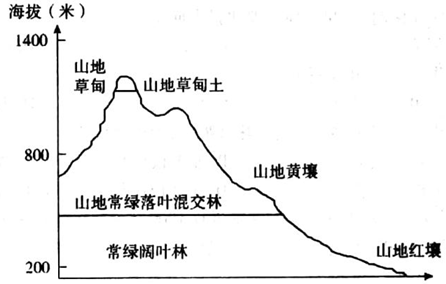 海拔(米)
1400
山地
草甸
山地草甸土
800
山地黄壤
山地常绿落叶混交林
常绿阔叶林
山地红壤
200